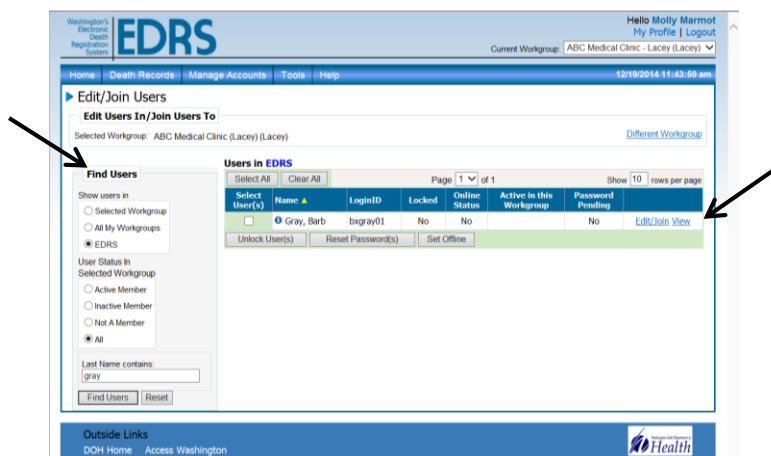 Washington's
Electronic
Death
Registration
System
EDRS
Hello Molly Marmot
My Profile | Logout
Current Workgroup: ABC Medical Clinic - Lacey (Lacey)
Home Death Records Manage Accounts Tools Help 12/19/2014 11:43:59 am
Edit/Join Users
Edit Users In/Join Users To
Selected Workgroup: ABC Medical Clinic (Lacey) (Lacey) Different Workgroup
Find Users
Show users in
Selected Workgroup
All My Workgroups
EDRS
User Status In
Selected Workgroup
Active Member
Inactive Member
Not A Member
All
Last Name contains:
gray
Find Users Reset
Users in EDRS
Select All Clear All Page 1 of 1 Show 10 rows per page
Select User(s) Name LoginID Locked Online Status Active in this Workgroup Password Pending
Gray, Barb bxgray01 No No No Edit/Join View
Unlock User(s) Reset Password(s) Set Offline
Outside Links
DOH Home Access Washington
Washington State Department of
Health